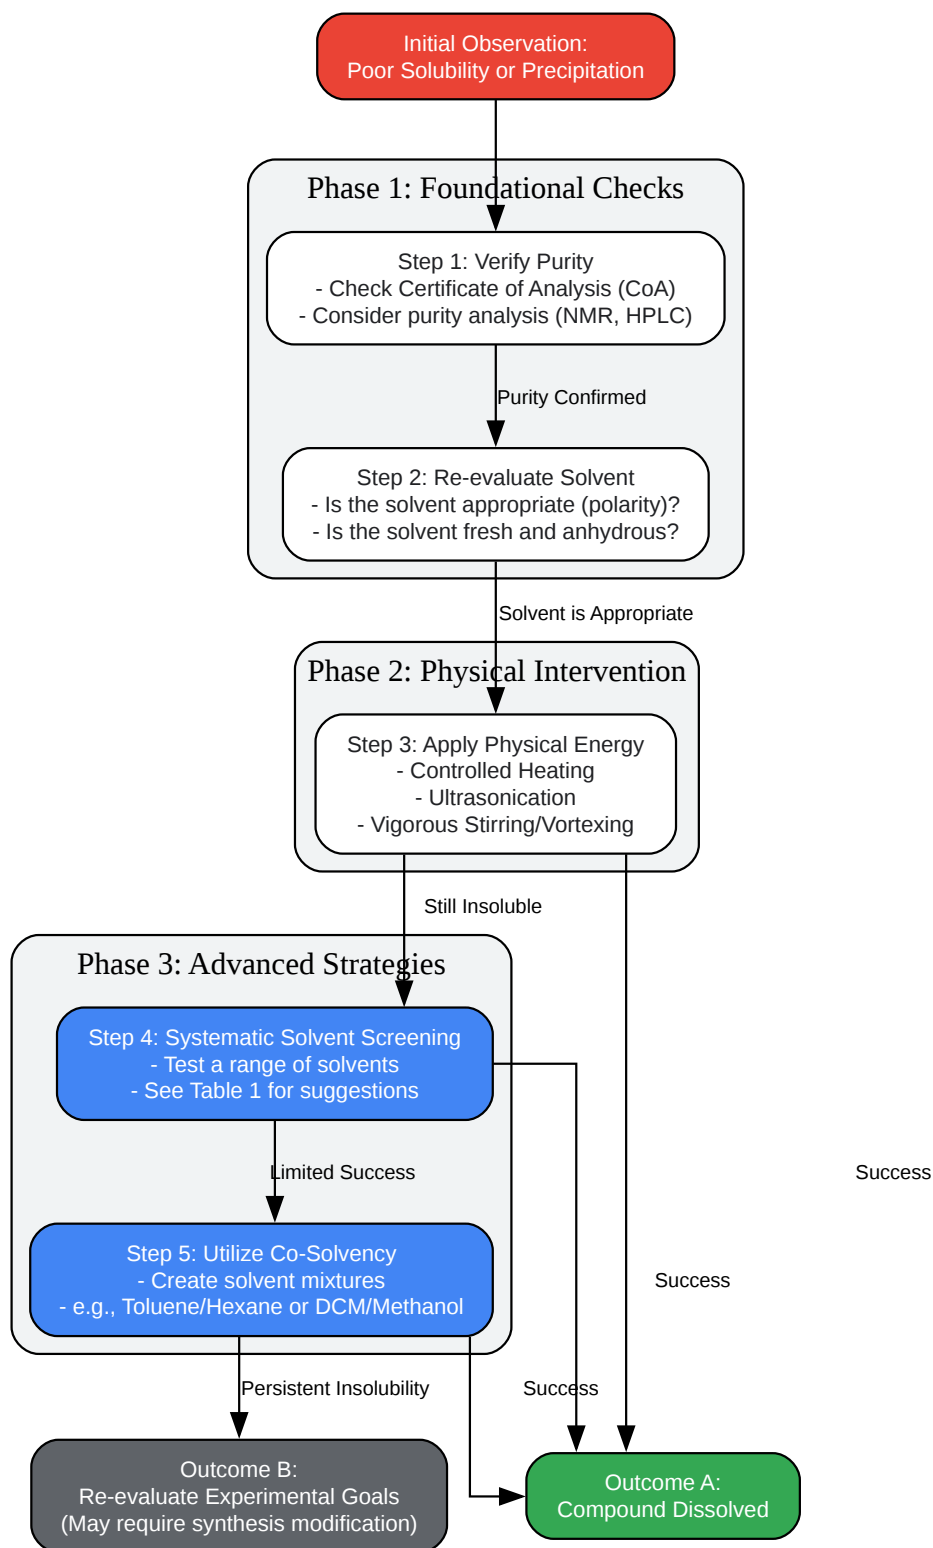 Initial Observation:
Poor Solubility or Precipitation
Phase 1: Foundational Checks
Step 1: Verify Purity
- Check Certificate of Analysis (CoA)
- Consider purity analysis (NMR, HPLC)
Purity Confirmed
Step 2: Re-evaluate Solvent
- Is the solvent appropriate (polarity)?
- Is the solvent fresh and anhydrous?
Solvent is Appropriate
Phase 2: Physical Intervention
Step 3: Apply Physical Energy
- Controlled Heating
- Ultrasonication
- Vigorous Stirring/Vortexing
Still Insoluble
Phase 3: Advanced Strategies
Step 4: Systematic Solvent Screening
- Test a range of solvents
- See Table 1 for suggestions
Limited Success
Success
Step 5: Utilize Co-Solvency
- Create solvent mixtures
- e.g., Toluene/Hexane or DCM/Methanol
Success
Persistent Insolubility
Success
Outcome B:
Re-evaluate Experimental Goals
(May require synthesis modification)
Outcome A:
Compound Dissolved